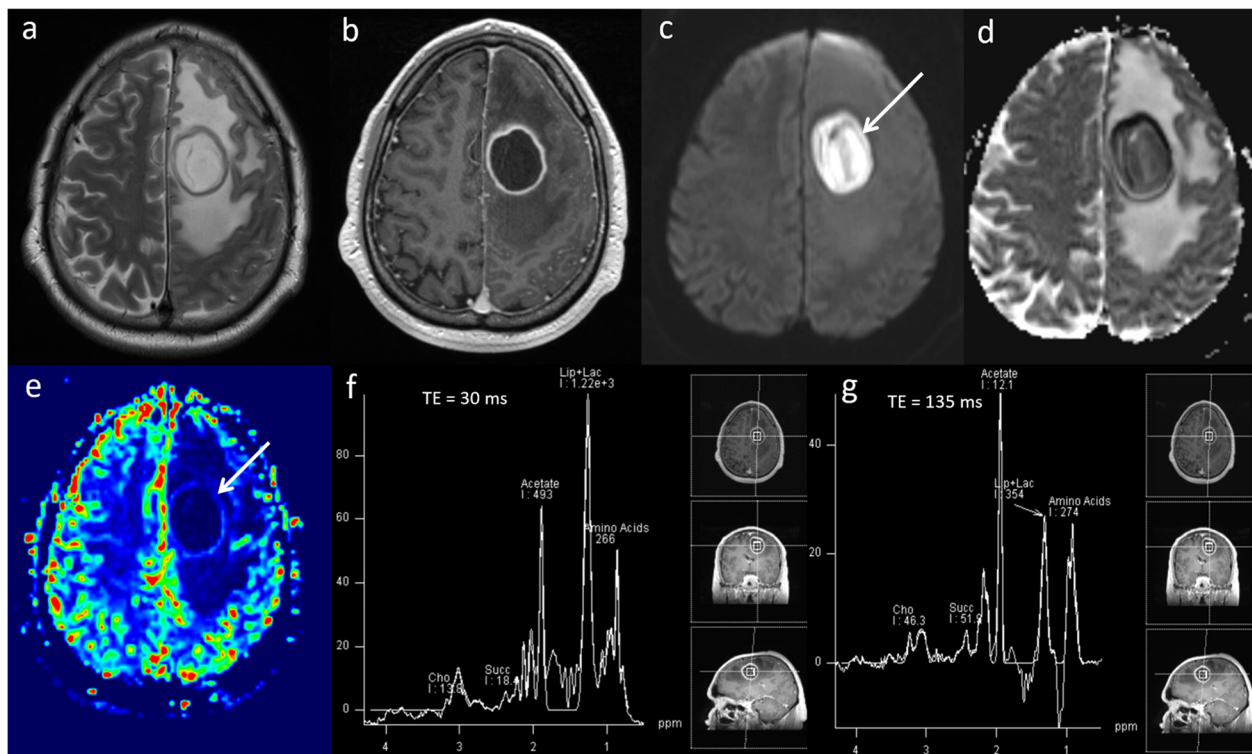 a
b
c
d
e
f
TE = 30 ms
Lip+Lac
I : 1.22e+3
Acetate
I : 493
Amino Acids
266
Succ
I : 18.
Cho
I : 13.8
80
60
40
20
0
4
3
2
1
ppm
g
TE = 135 ms
Acetate
I : 12.1
Lip+Lac
I : 354
Amino Acids
I : 274
Cho
I : 46.3
Succ
I : 51.9
40
20
0
4
3
2
1
ppm